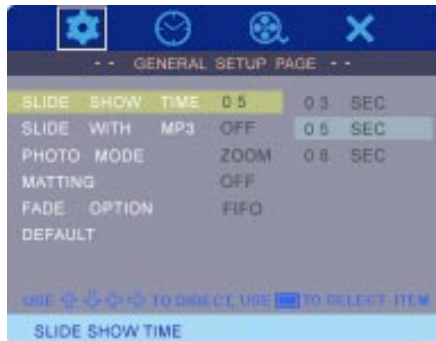 - - GENERAL SETUP PAGE - -
SLIDE SHOW TIME 05 03 SEC
SLIDE WITH MP3 OFF 05 SEC
PHOTO MODE ZOOM 08 SEC
MATTING OFF
FADE OPTION FIFO
DEFAULT
USE TO DIRECT, USE TO SELECT ITEM
SLIDE SHOW TIME